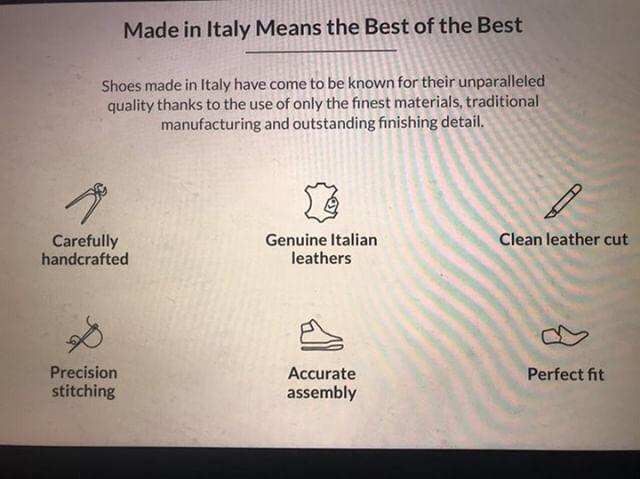 Made in Italy Means the Best of the Best
Shoes made in Italy have come to be known for their unparalleled
quality thanks to the use of only the finest materials, traditional
manufacturing and outstanding finishing detail.
Carefully
handcrafted
Genuine Italian
leathers
Clean leather cut
Precision
stitching
Accurate
assembly
Perfect fit